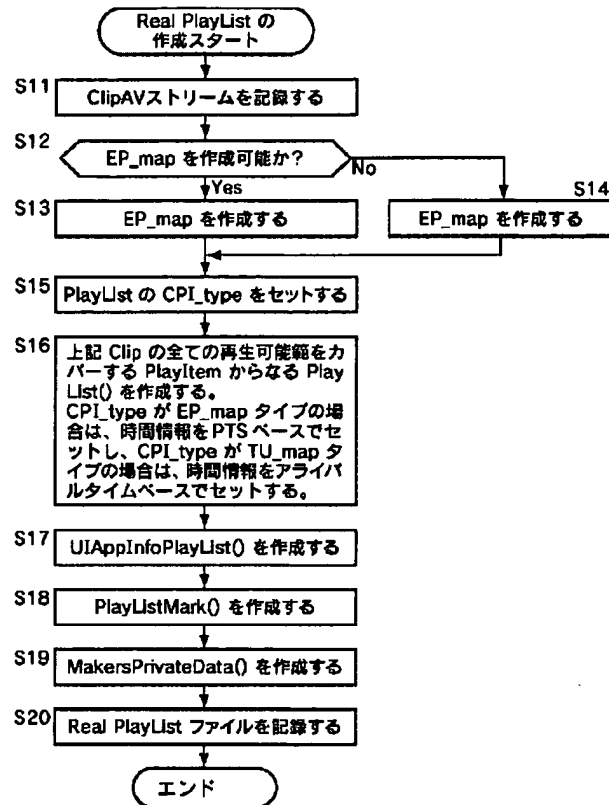 Real PlayList の
作成スタート
S11
ClipAVストリームを記録する
S12
EP_map を作成可能か？
No
Yes
S13
EP_map を作成する
S14
EP_map を作成する
S15
PlayList の CPI_type をセットする
S16
上記 Clip の全ての再生可能範をカ
バーする PlayItem からなる Play
List() を作成する。
CPI_type が EP_map タイプの場
合は、時間情報を PTS ベースでセ
ットし、CPI_type が TU_map タ
イプの場合は、時間情報をアライバ
ルタイムベースでセットする。
S17
UIAppInfoPlayList() を作成する
S18
PlayListMark() を作成する
S19
MakersPrivateData() を作成する
S20
Real PlayList ファイルを記録する
エンド